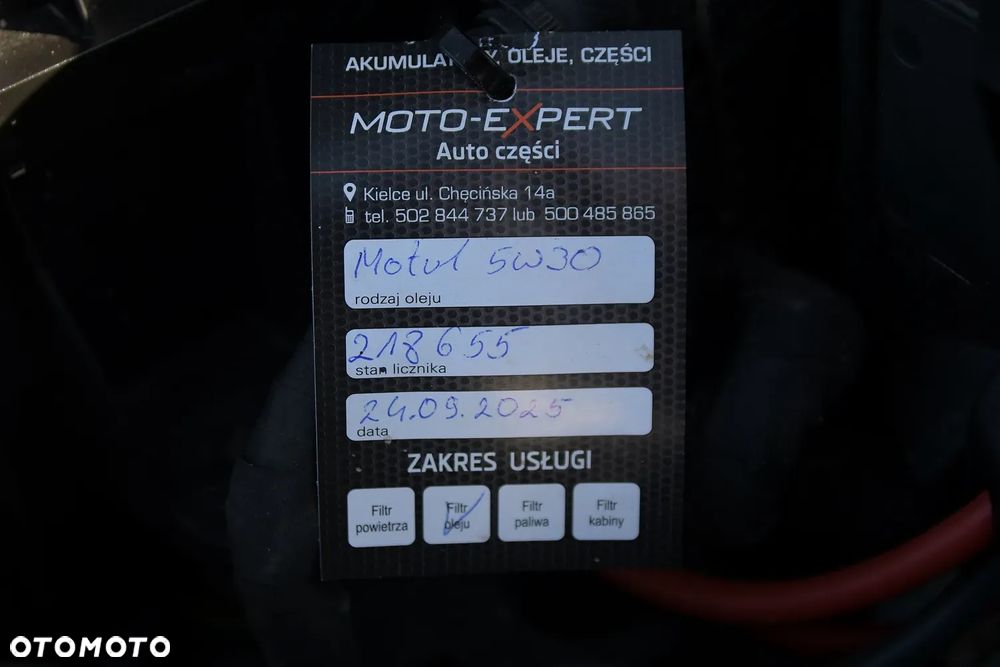 OLEJE, CZĘŚCI
MOTO-EXPERT
Auto części
Kielce ul. Chęcińska 14a
tel. 502 844 737 lub 500 485 865
Motul 5W30
rodzaj oleju
218655
stan licznika
24.09.2025
data
ZAKRES USŁUGI
Filtr powietrza
Filtr oleju
Filtr paliwa
Filtr kabiny
OTOMOTO